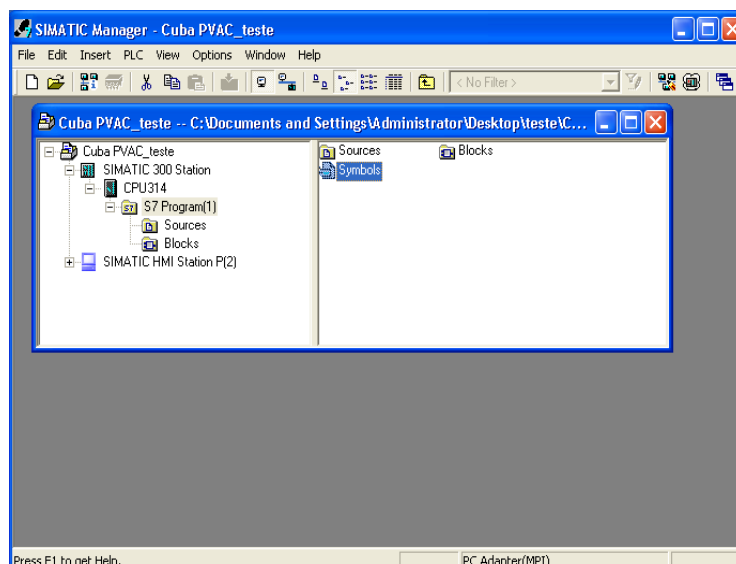 SIMATIC Manager - Cuba PVAC_teste
File Edit Insert PLC View Options Window Help
< No Filter >
Cuba PVAC_teste -- C:\Documents and Settings\Administrator\Desktop\teste\C...
Cuba PVAC_teste
SIMATIC 300 Station
CPU314
S7 Program(1)
Sources
Blocks
SIMATIC HMI Station P(2)
Sources Blocks
Symbols
Press F1 to get Help. PC Adapter(MPI)